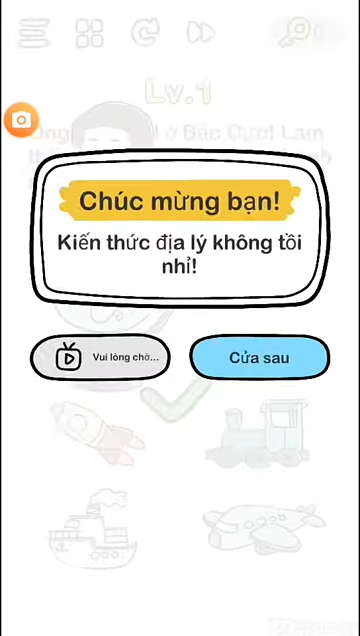 Lv.1
Chúc mừng bạn!
Kiến thức địa lý không tồi
nhỉ!
Vui lòng chờ...
Cửa sau